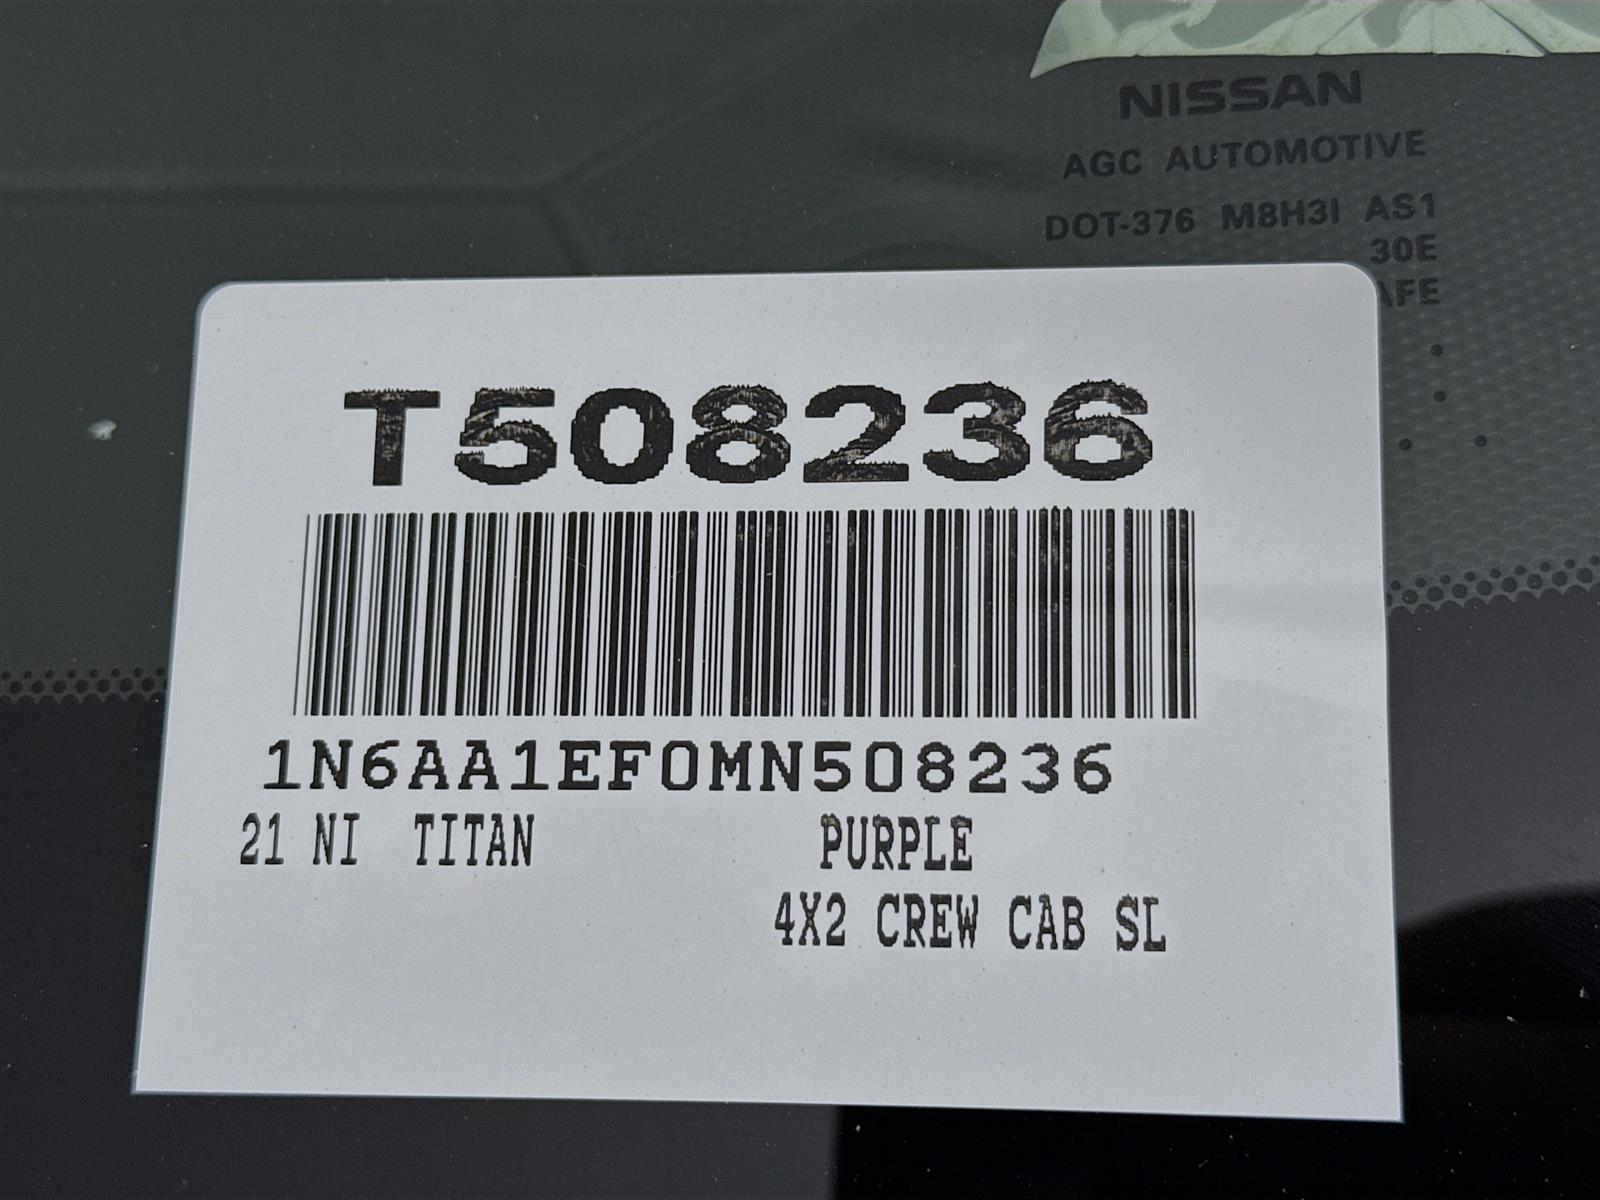 NISSAN
AGC AUTOMOTIVE
DOT-376 M8H3I AS1
30E
AFE
T508236
1N6AA1EF0MN508236
21 NI TITAN PURPLE
4X2 CREW CAB SL